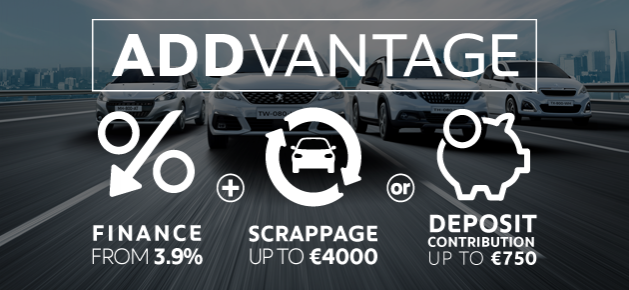 ADDVANTAGE
+
or
FINANCE
FROM 3.9%
SCRAPPAGE
UP TO €4000
DEPOSIT
CONTRIBUTION
UP TO €750